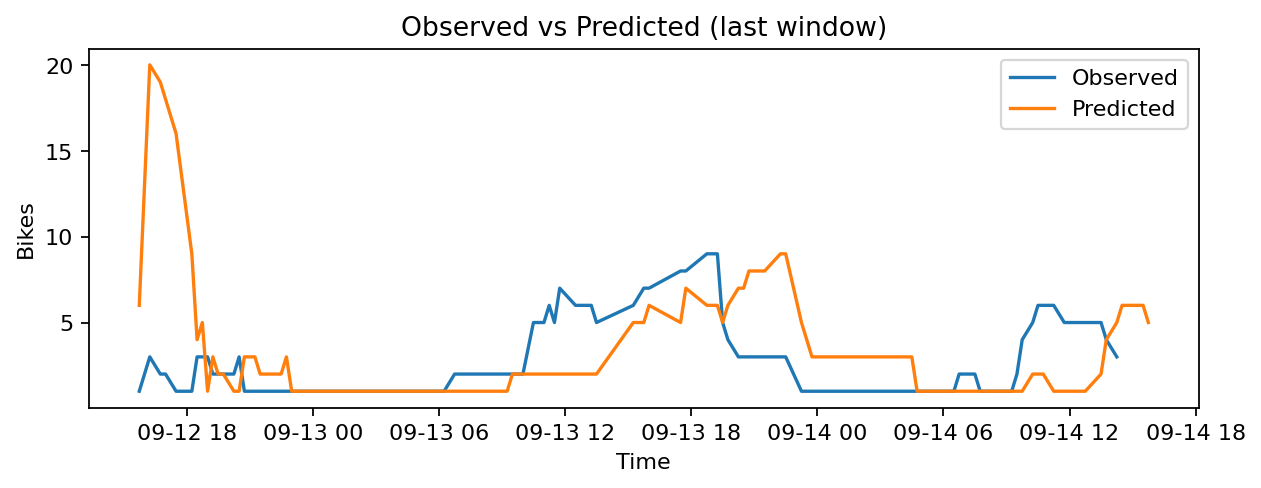 Observed vs Predicted (last window)
20
15
10
5
Bikes
Observed
Predicted
09-12 18
09-13 00
09-13 06
09-13 12
09-13 18
09-14 00
09-14 06
09-14 12
09-14 18
Time